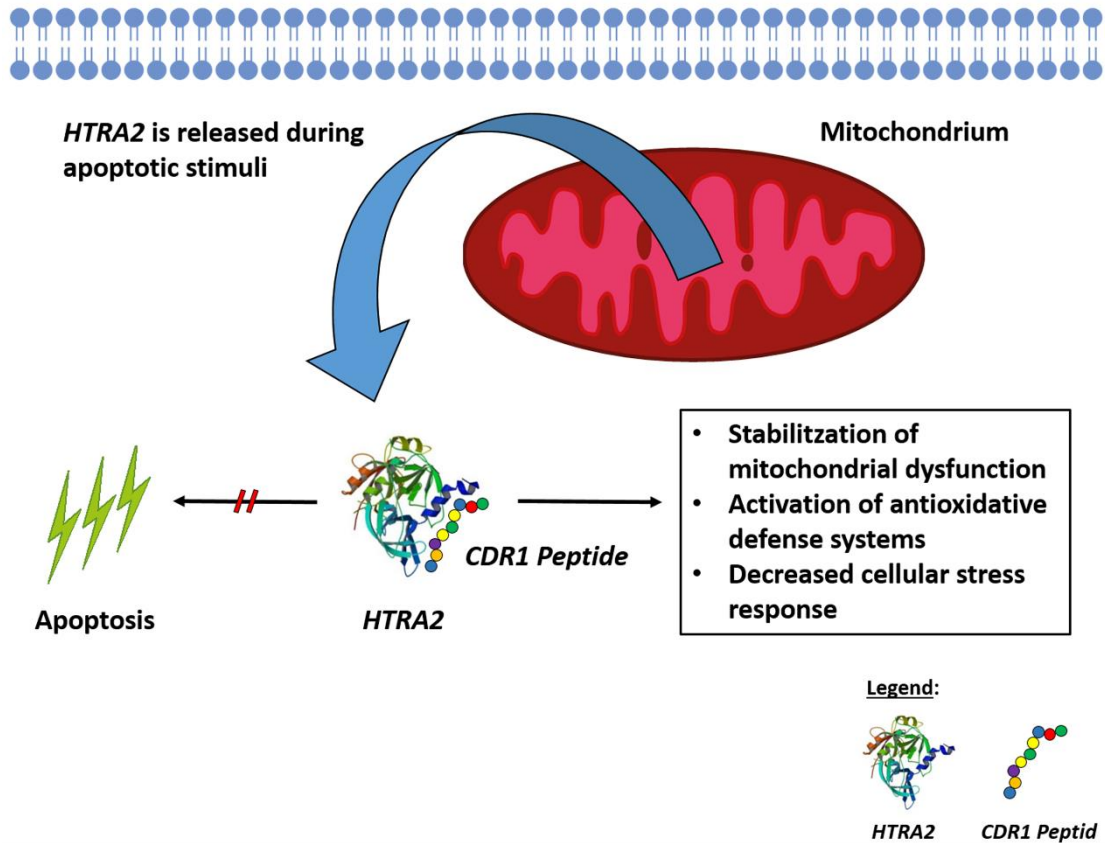 HTRA2 is released during
apoptotic stimuli
Mitochondrium
• Stabilitzation of
mitochondrial dysfunction
• Activation of antioxidative
defense systems
• Decreased cellular stress
response
CDR1 Peptide
Apoptosis
HTRA2
Legend:
HTRA2
CDR1 Peptid